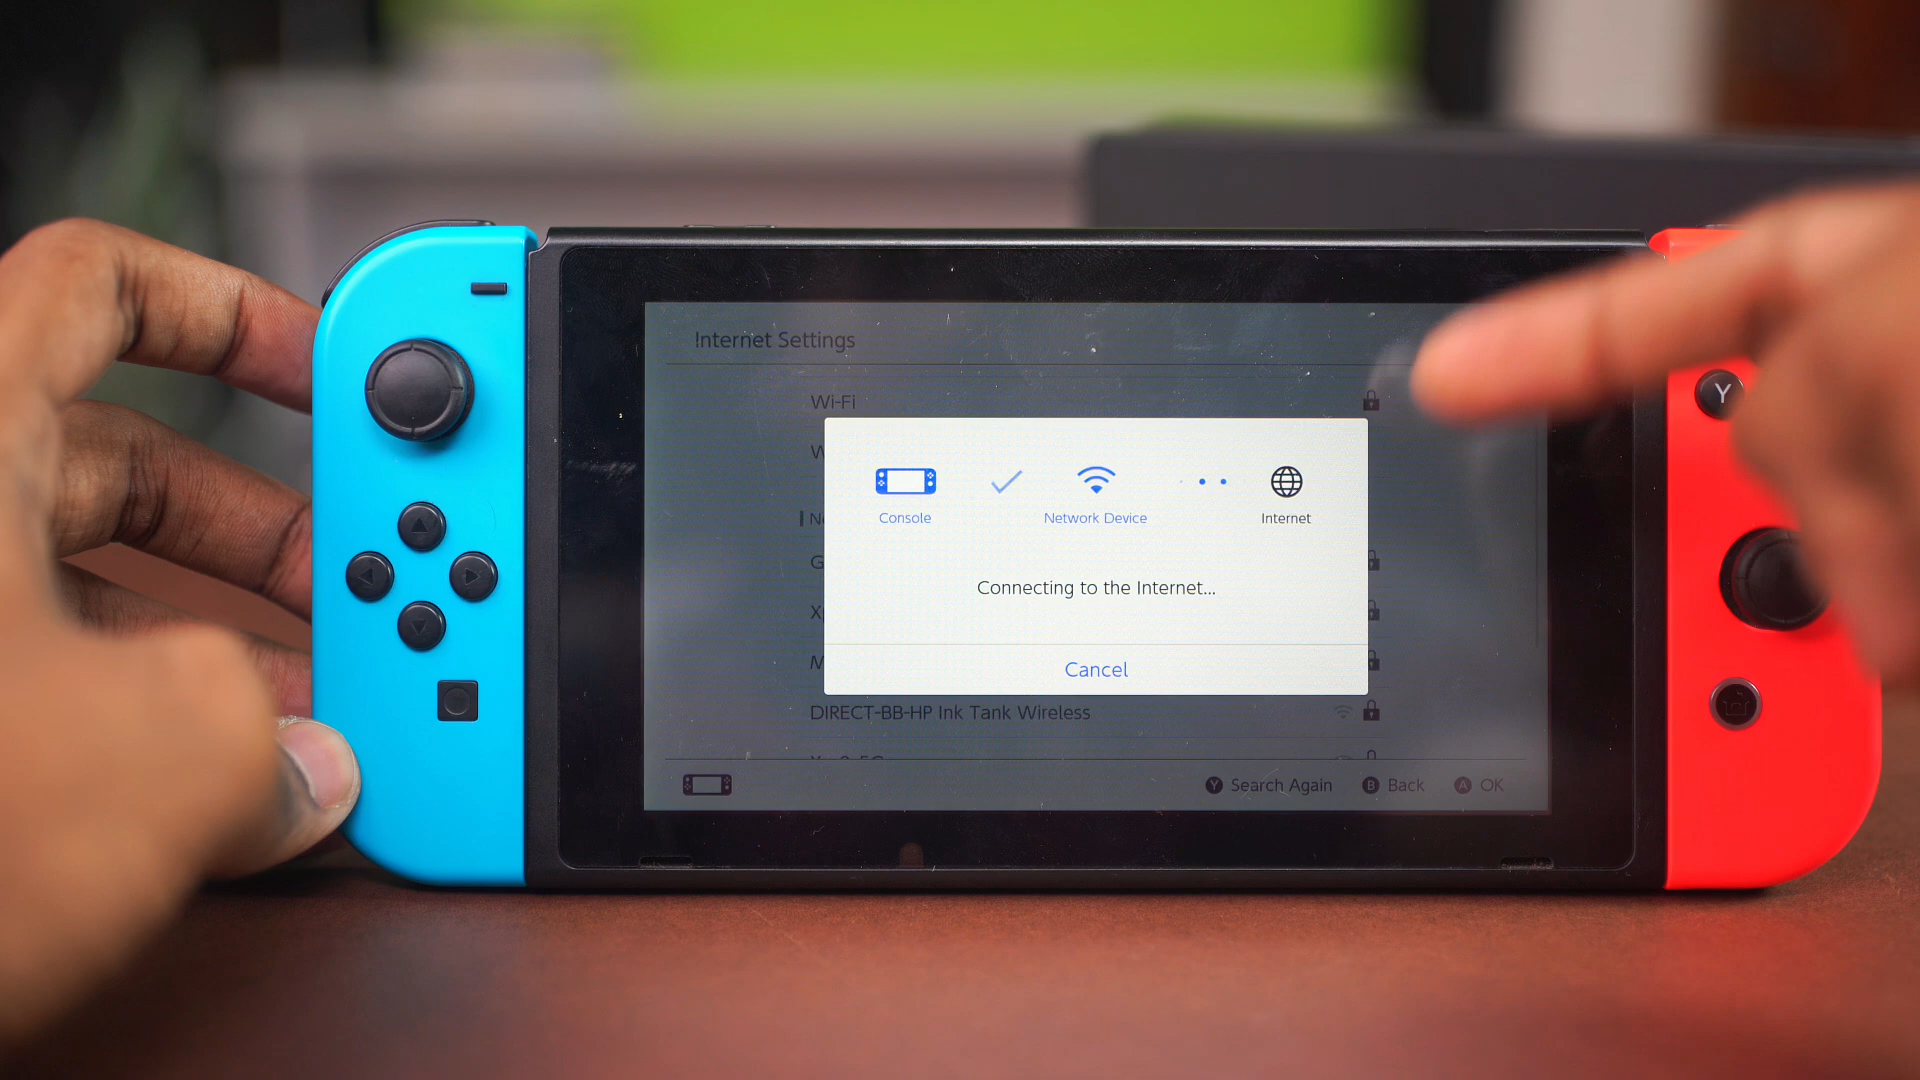 Internet Settings
Wi-Fi
Console
Network Device
Internet
Connecting to the Internet...
Cancel
DIRECT-BB-HP Ink Tank Wireless
Y Search Again B Back A OK
Y